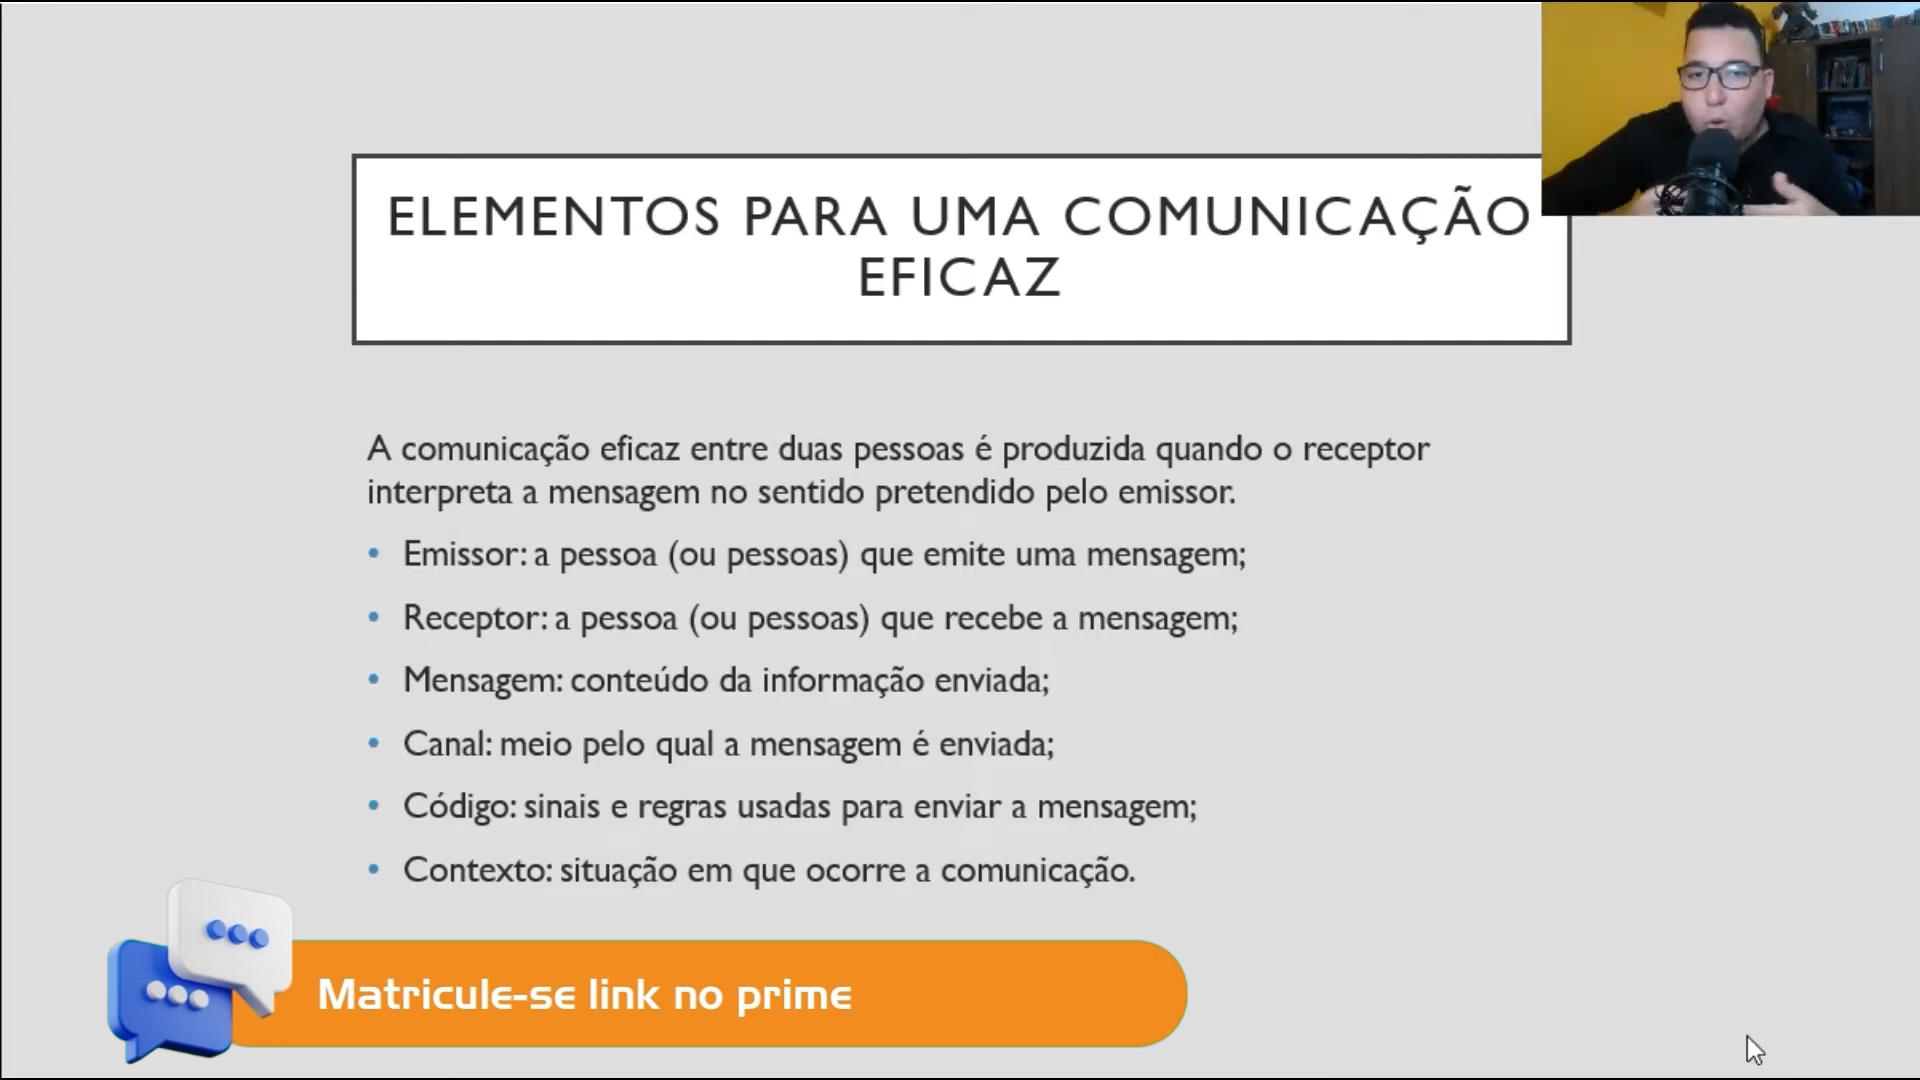 ELEMENTOS PARA UMA COMUNICAÇÃO
EFICAZ
A comunicação eficaz entre duas pessoas é produzida quando o receptor
interpreta a mensagem no sentido pretendido pelo emissor.
• Emissor: a pessoa (ou pessoas) que emite uma mensagem;
• Receptor: a pessoa (ou pessoas) que recebe a mensagem;
• Mensagem: conteúdo da informação enviada;
• Canal: meio pelo qual a mensagem é enviada;
• Código: sinais e regras usadas para enviar a mensagem;
• Contexto: situação em que ocorre a comunicação.
Matricule-se link no prime